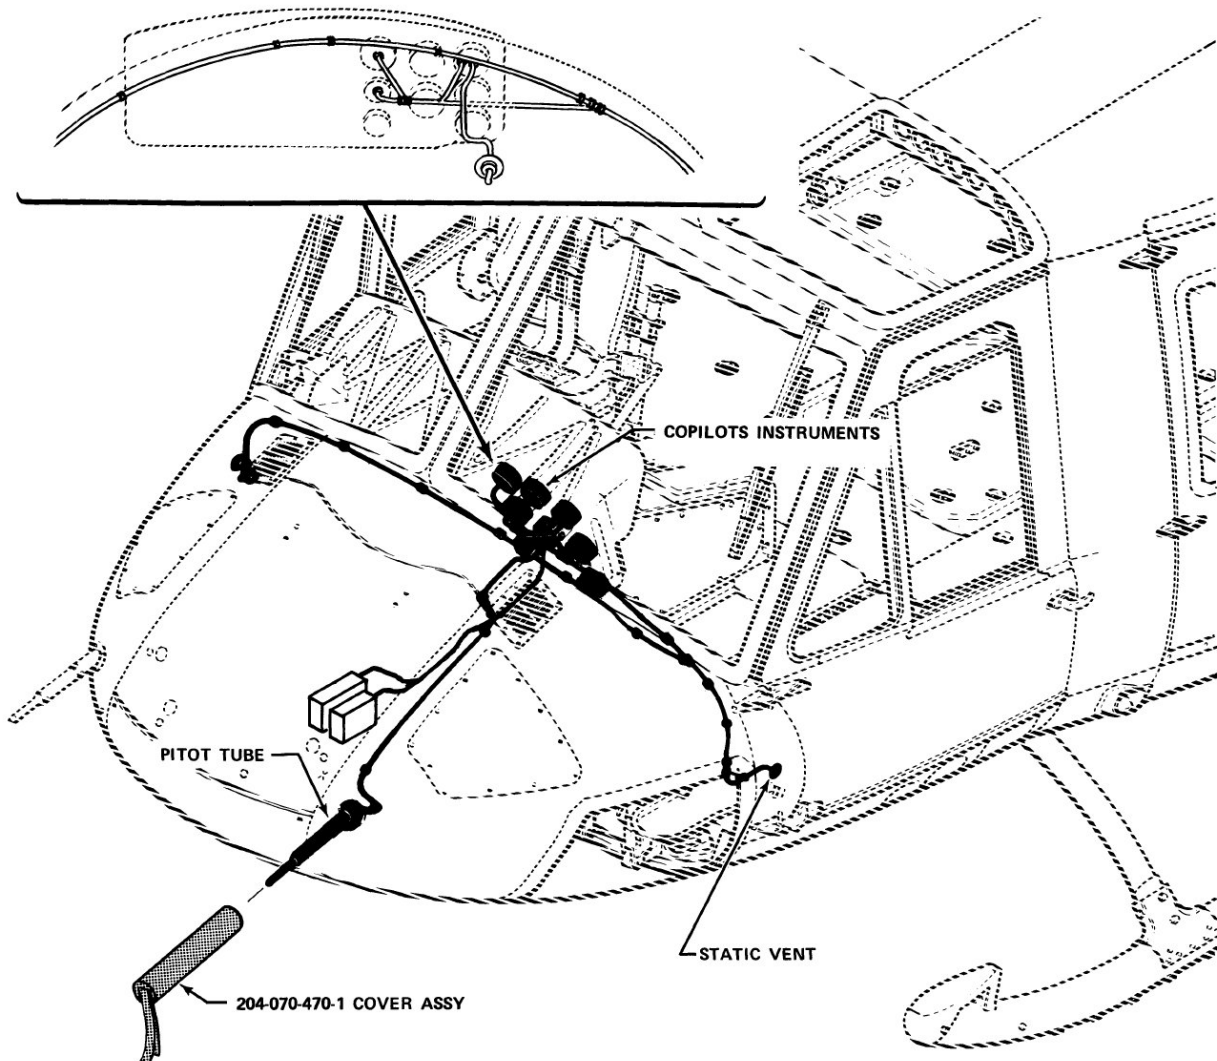 COPILOTS INSTRUMENTS
PITOT TUBE
STATIC VENT
204-070-470-1 COVER ASSY